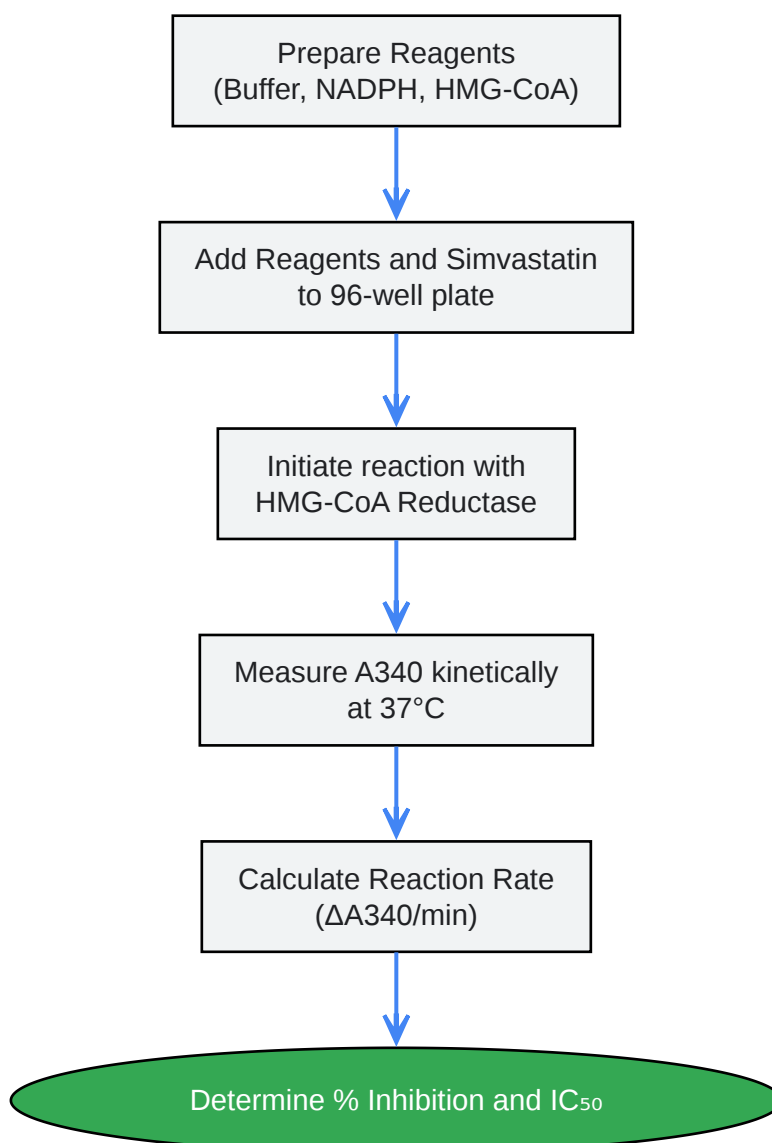 Prepare Reagents
(Buffer, NADPH, HMG-CoA)
Add Reagents and Simvastatin
to 96-well plate
Initiate reaction with
HMG-CoA Reductase
Measure A340 kinetically
at 37°C
Calculate Reaction Rate
(ΔA340/min)
Determine % Inhibition and IC₅₀